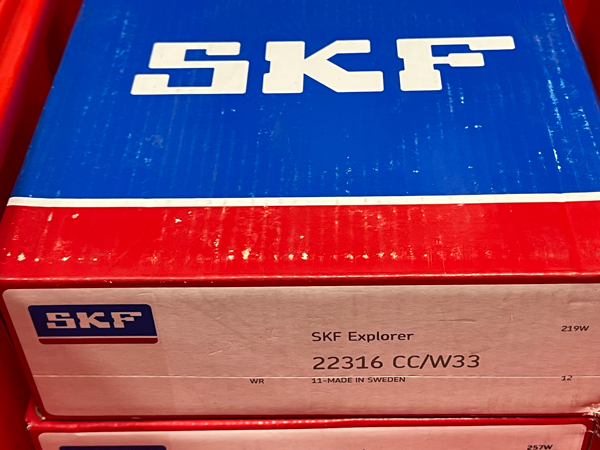 SKF
SKF
SKF Explorer
219W
22316 CC/W33
WR 11-MADE IN SWEDEN 12
257W